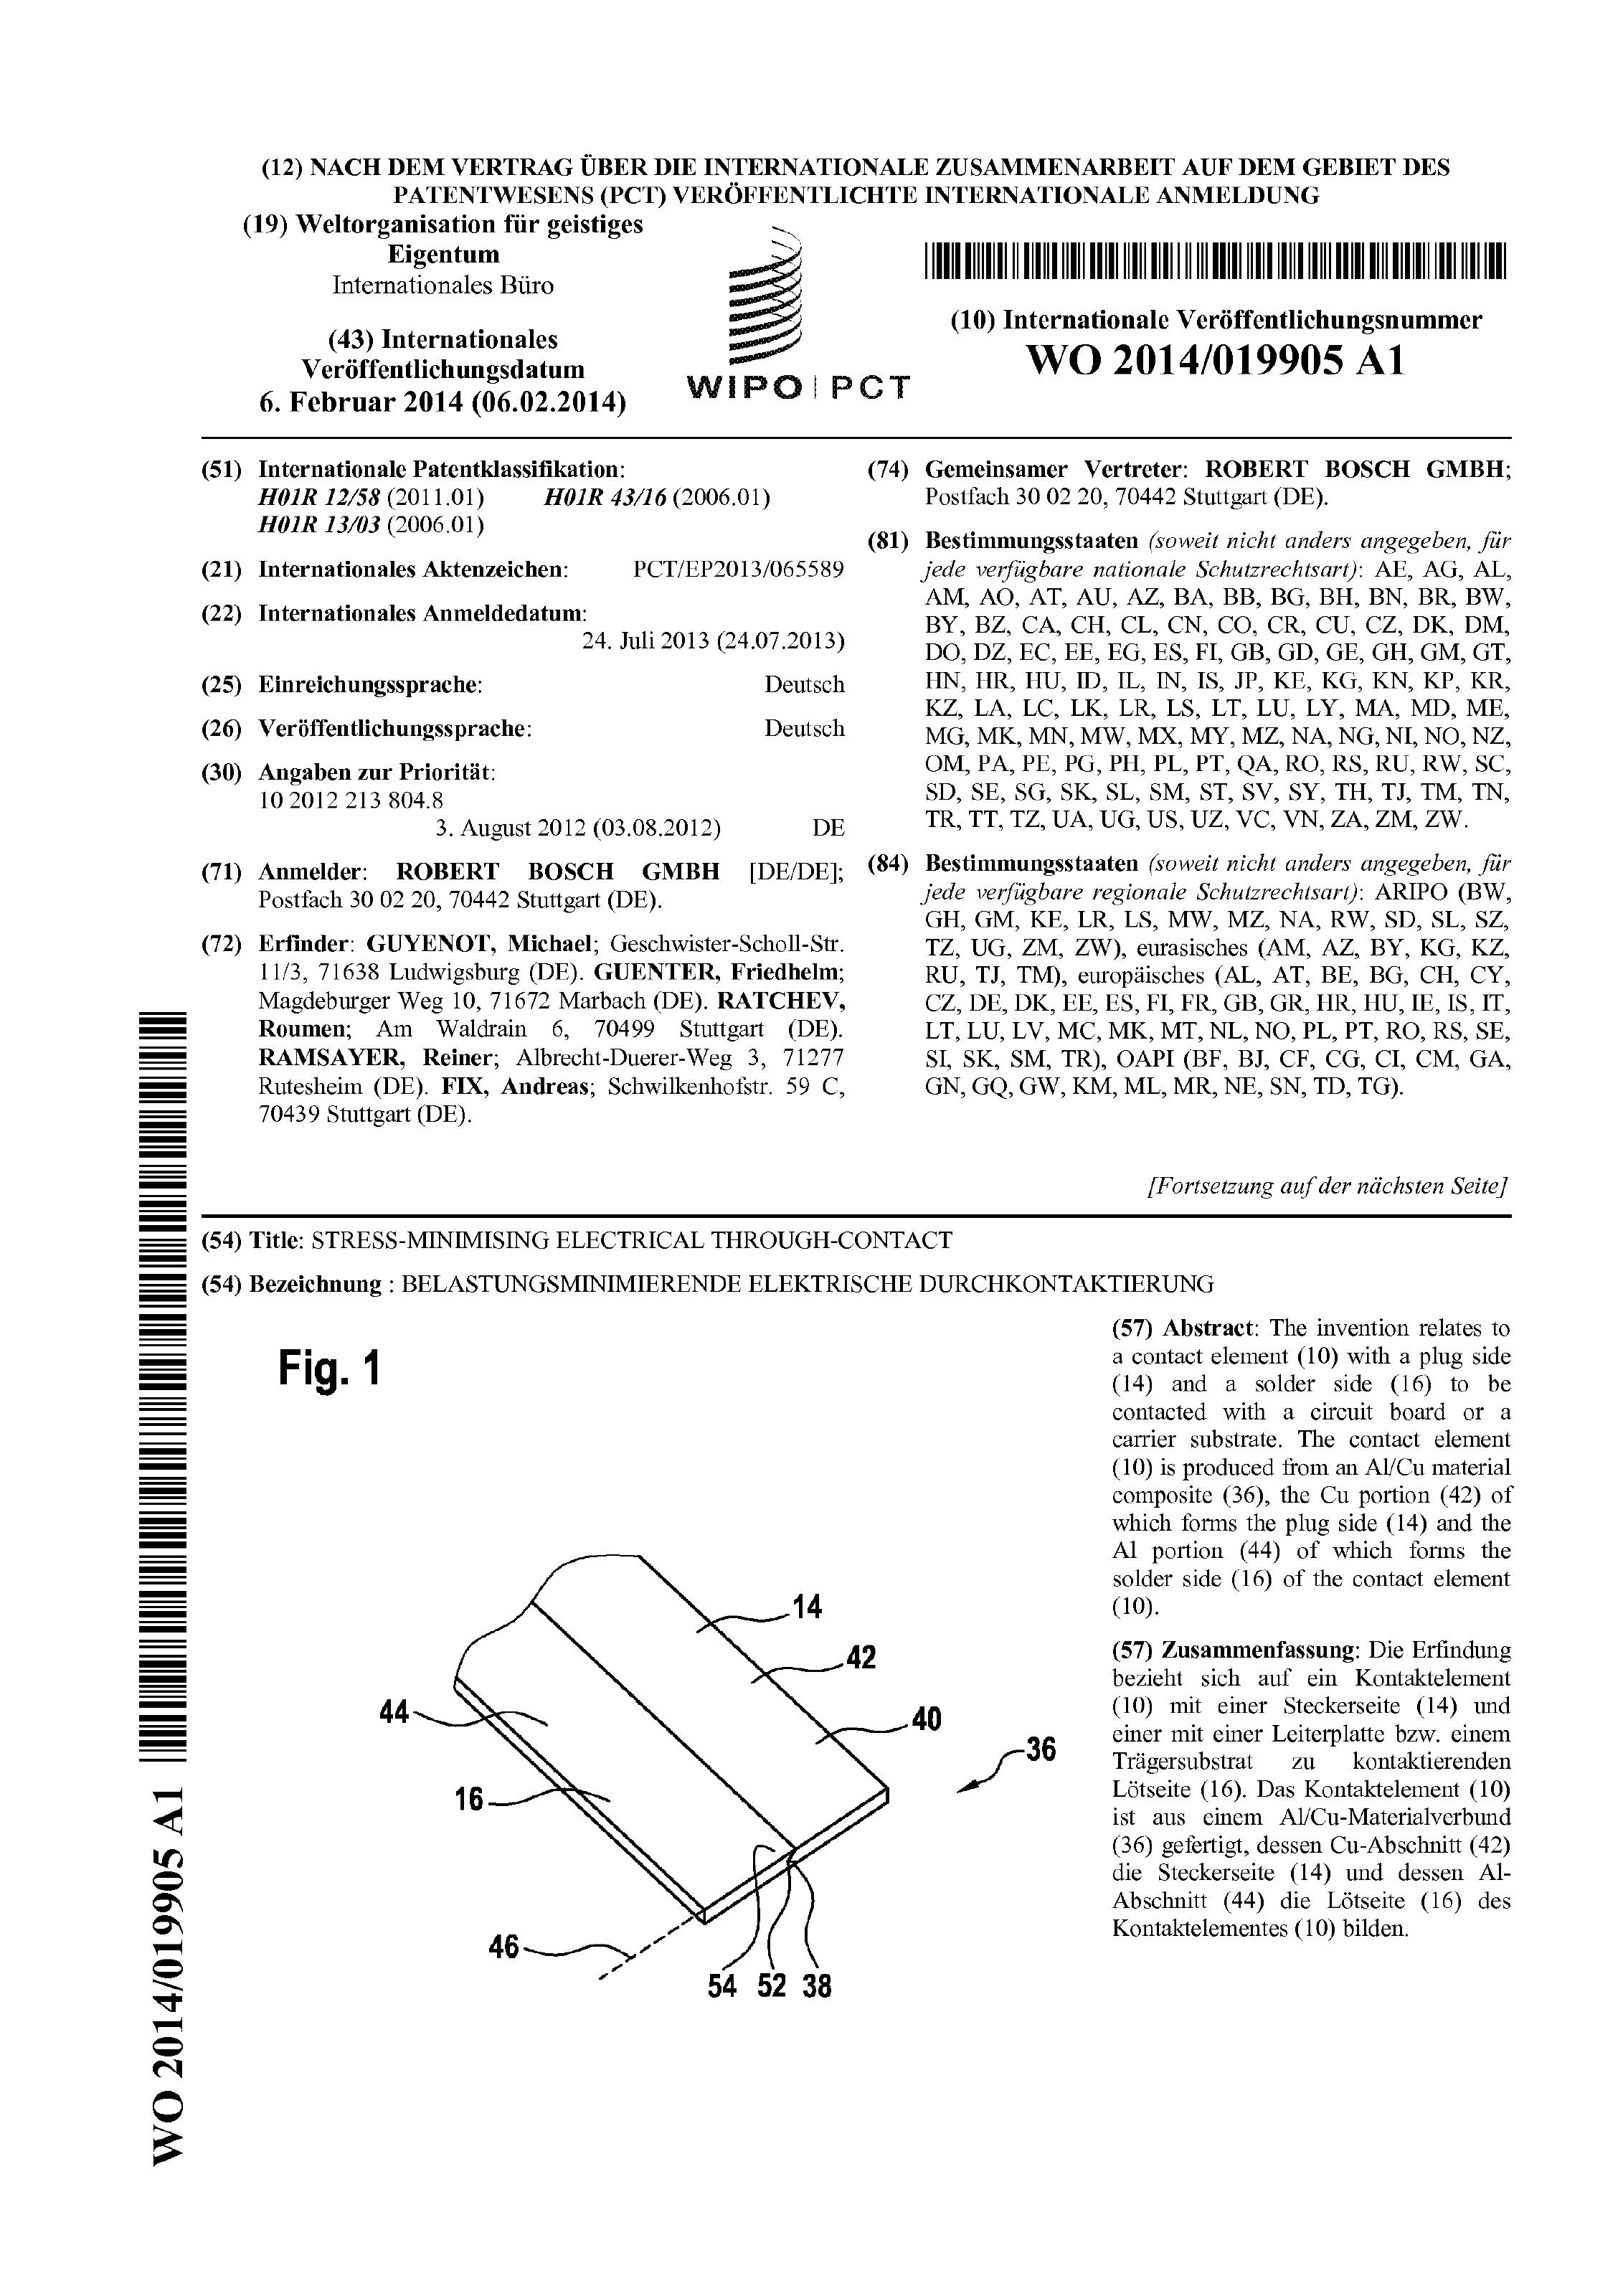 (12) NACH DEM VERTRAG ÜBER DIE INTERNATIONALE ZUSAMMENARBEIT AUF DEM GEBIET DES
PATENTWESENS (PCT) VERÖFFENTLICHTE INTERNATIONALE ANMELDUNG
(19) Weltorganisation für geistiges
Eigentum
Internationales Büro
(43) Internationales
Veröffentlichungsdatum
6. Februar 2014 (06.02.2014)
WIPO | PCT
(10) Internationale Veröffentlichungsnummer
WO 2014/019905 A1
(51) Internationale Patentklassifikation:
H01R 12/58 (2011.01) H01R 43/16 (2006.01)
H01R 13/03 (2006.01)
(21) Internationales Aktenzeichen: PCT/EP2013/065589
(22) Internationales Anmeldedatum:
24. Juli 2013 (24.07.2013)
(25) Einreichungssprache: Deutsch
(26) Veröffentlichungssprache: Deutsch
(30) Angaben zur Priorität:
10 2012 213 804.8
3. August 2012 (03.08.2012) DE
(71) Anmelder: ROBERT BOSCH GMBH [DE/DE];
Postfach 30 02 20, 70442 Stuttgart (DE).
(72) Erfinder: GUYENOT, Michael; Geschwister-Scholl-Str.
11/3, 71638 Ludwigsburg (DE). GUENTER, Friedhelm;
Magdeburger Weg 10, 71672 Marbach (DE). RATCHEV,
Roumen; Am Waldrain 6, 70499 Stuttgart (DE).
RAMSAYER, Reiner; Albrecht-Duerer-Weg 3, 71277
Rutesheim (DE). FIX, Andreas; Schwilkenhofstr. 59 C,
70439 Stuttgart (DE).
(74) Gemeinsamer Vertreter: ROBERT BOSCH GMBH;
Postfach 30 02 20, 70442 Stuttgart (DE).
(81) Bestimmungsstaaten (soweit nicht anders angegeben, für
jede verfügbare nationale Schutzrechtsart): AE, AG, AL,
AM, AO, AT, AU, AZ, BA, BB, BG, BH, BN, BR, BW,
BY, BZ, CA, CH, CL, CN, CO, CR, CU, CZ, DK, DM,
DO, DZ, EC, EE, EG, ES, FI, GB, GD, GE, GH, GM, GT,
HN, HR, HU, ID, IL, IN, IS, JP, KE, KG, KN, KP, KR,
KZ, LA, LC, LK, LR, LS, LT, LU, LY, MA, MD, ME,
MG, MK, MN, MW, MX, MY, MZ, NA, NG, NI, NO, NZ,
OM, PA, PE, PG, PH, PL, PT, QA, RO, RS, RU, RW, SC,
SD, SE, SG, SK, SL, SM, ST, SV, SY, TH, TJ, TM, TN,
TR, TT, TZ, UA, UG, US, UZ, VC, VN, ZA, ZM, ZW.
(84) Bestimmungsstaaten (soweit nicht anders angegeben, für
jede verfügbare regionale Schutzrechtsart): ARIPO (BW,
GH, GM, KE, LR, LS, MW, MZ, NA, RW, SD, SL, SZ,
TZ, UG, ZM, ZW), eurasisches (AM, AZ, BY, KG, KZ,
RU, TJ, TM), europäisches (AL, AT, BE, BG, CH, CY,
CZ, DE, DK, EE, ES, FI, FR, GB, GR, HR, HU, IE, IS, IT,
LT, LU, LV, MC, MK, MT, NL, NO, PL, PT, RO, RS, SE,
SI, SK, SM, TR), OAPI (BF, BJ, CF, CG, CI, CM, GA,
GN, GQ, GW, KM, ML, MR, NE, SN, TD, TG).
[Fortsetzung auf der nächsten Seite]
(54) Title: STRESS-MINIMISING ELECTRICAL THROUGH-CONTACT
(54) Bezeichnung : BELASTUNGSMINIMIERENDE ELEKTRISCHE DURCHKONTAKTIERUNG
Fig. 1
14
42
44
40
36
16
46
54 52 38
(57) Abstract: The invention relates to
a contact element (10) with a plug side
(14) and a solder side (16) to be
contacted with a circuit board or a
carrier substrate. The contact element
(10) is produced from an Al/Cu material
composite (36), the Cu portion (42) of
which forms the plug side (14) and the
Al portion (44) of which forms the
solder side (16) of the contact element
(10).
(57) Zusammenfassung: Die Erfindung
bezieht sich auf ein Kontaktelement
(10) mit einer Steckerseite (14) und
einer mit einer Leiterplatte bzw. einem
Trägersubstrat zu kontaktierenden
Lötseite (16). Das Kontaktelement (10)
ist aus einem Al/Cu-Materialverbund
(36) gefertigt, dessen Cu-Abschnitt (42)
die Steckerseite (14) und dessen Al-
Abschnitt (44) die Lötseite (16) des
Kontaktelementes (10) bilden.
WO 2014/019905 A1